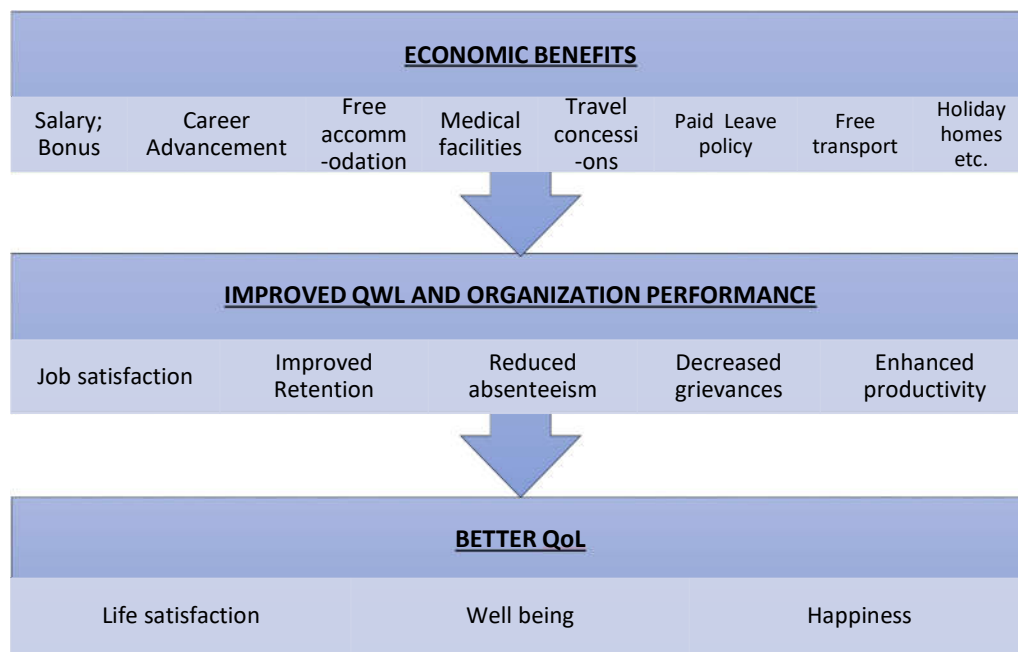 ECONOMIC BENEFITS
Salary;
Bonus
Career
Advancement
Free
accomm
-odation
Medical
facilities
Travel
concessi
-ons
Paid Leave
policy
Free
transport
Holiday
homes
etc.
IMPROVED QWL AND ORGANIZATION PERFORMANCE
Job satisfaction
Improved
Retention
Reduced
absenteeism
Decreased
grievances
Enhanced
productivity
BETTER QoL
Life satisfaction
Well being
Happiness